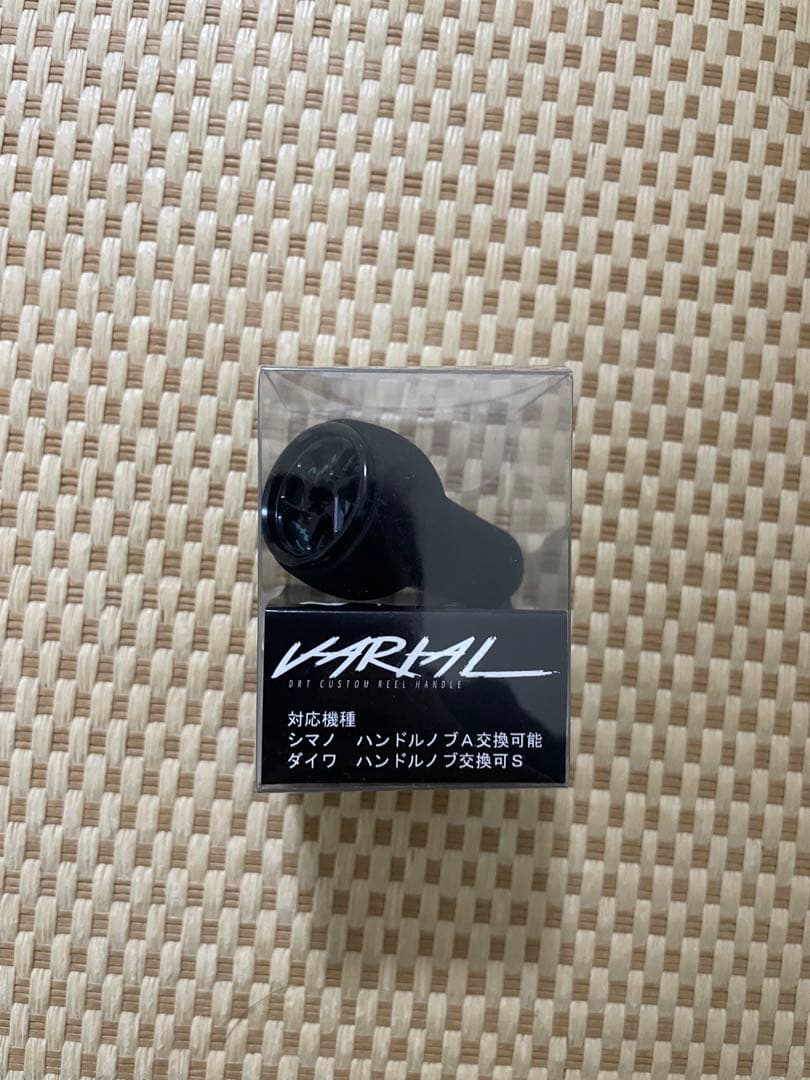 VARIAL
DRT CUSTOM REEL HANDLE
対応機種
シマノ　ハンドルノブA交換可能
ダイワ　ハンドルノブ交換可S